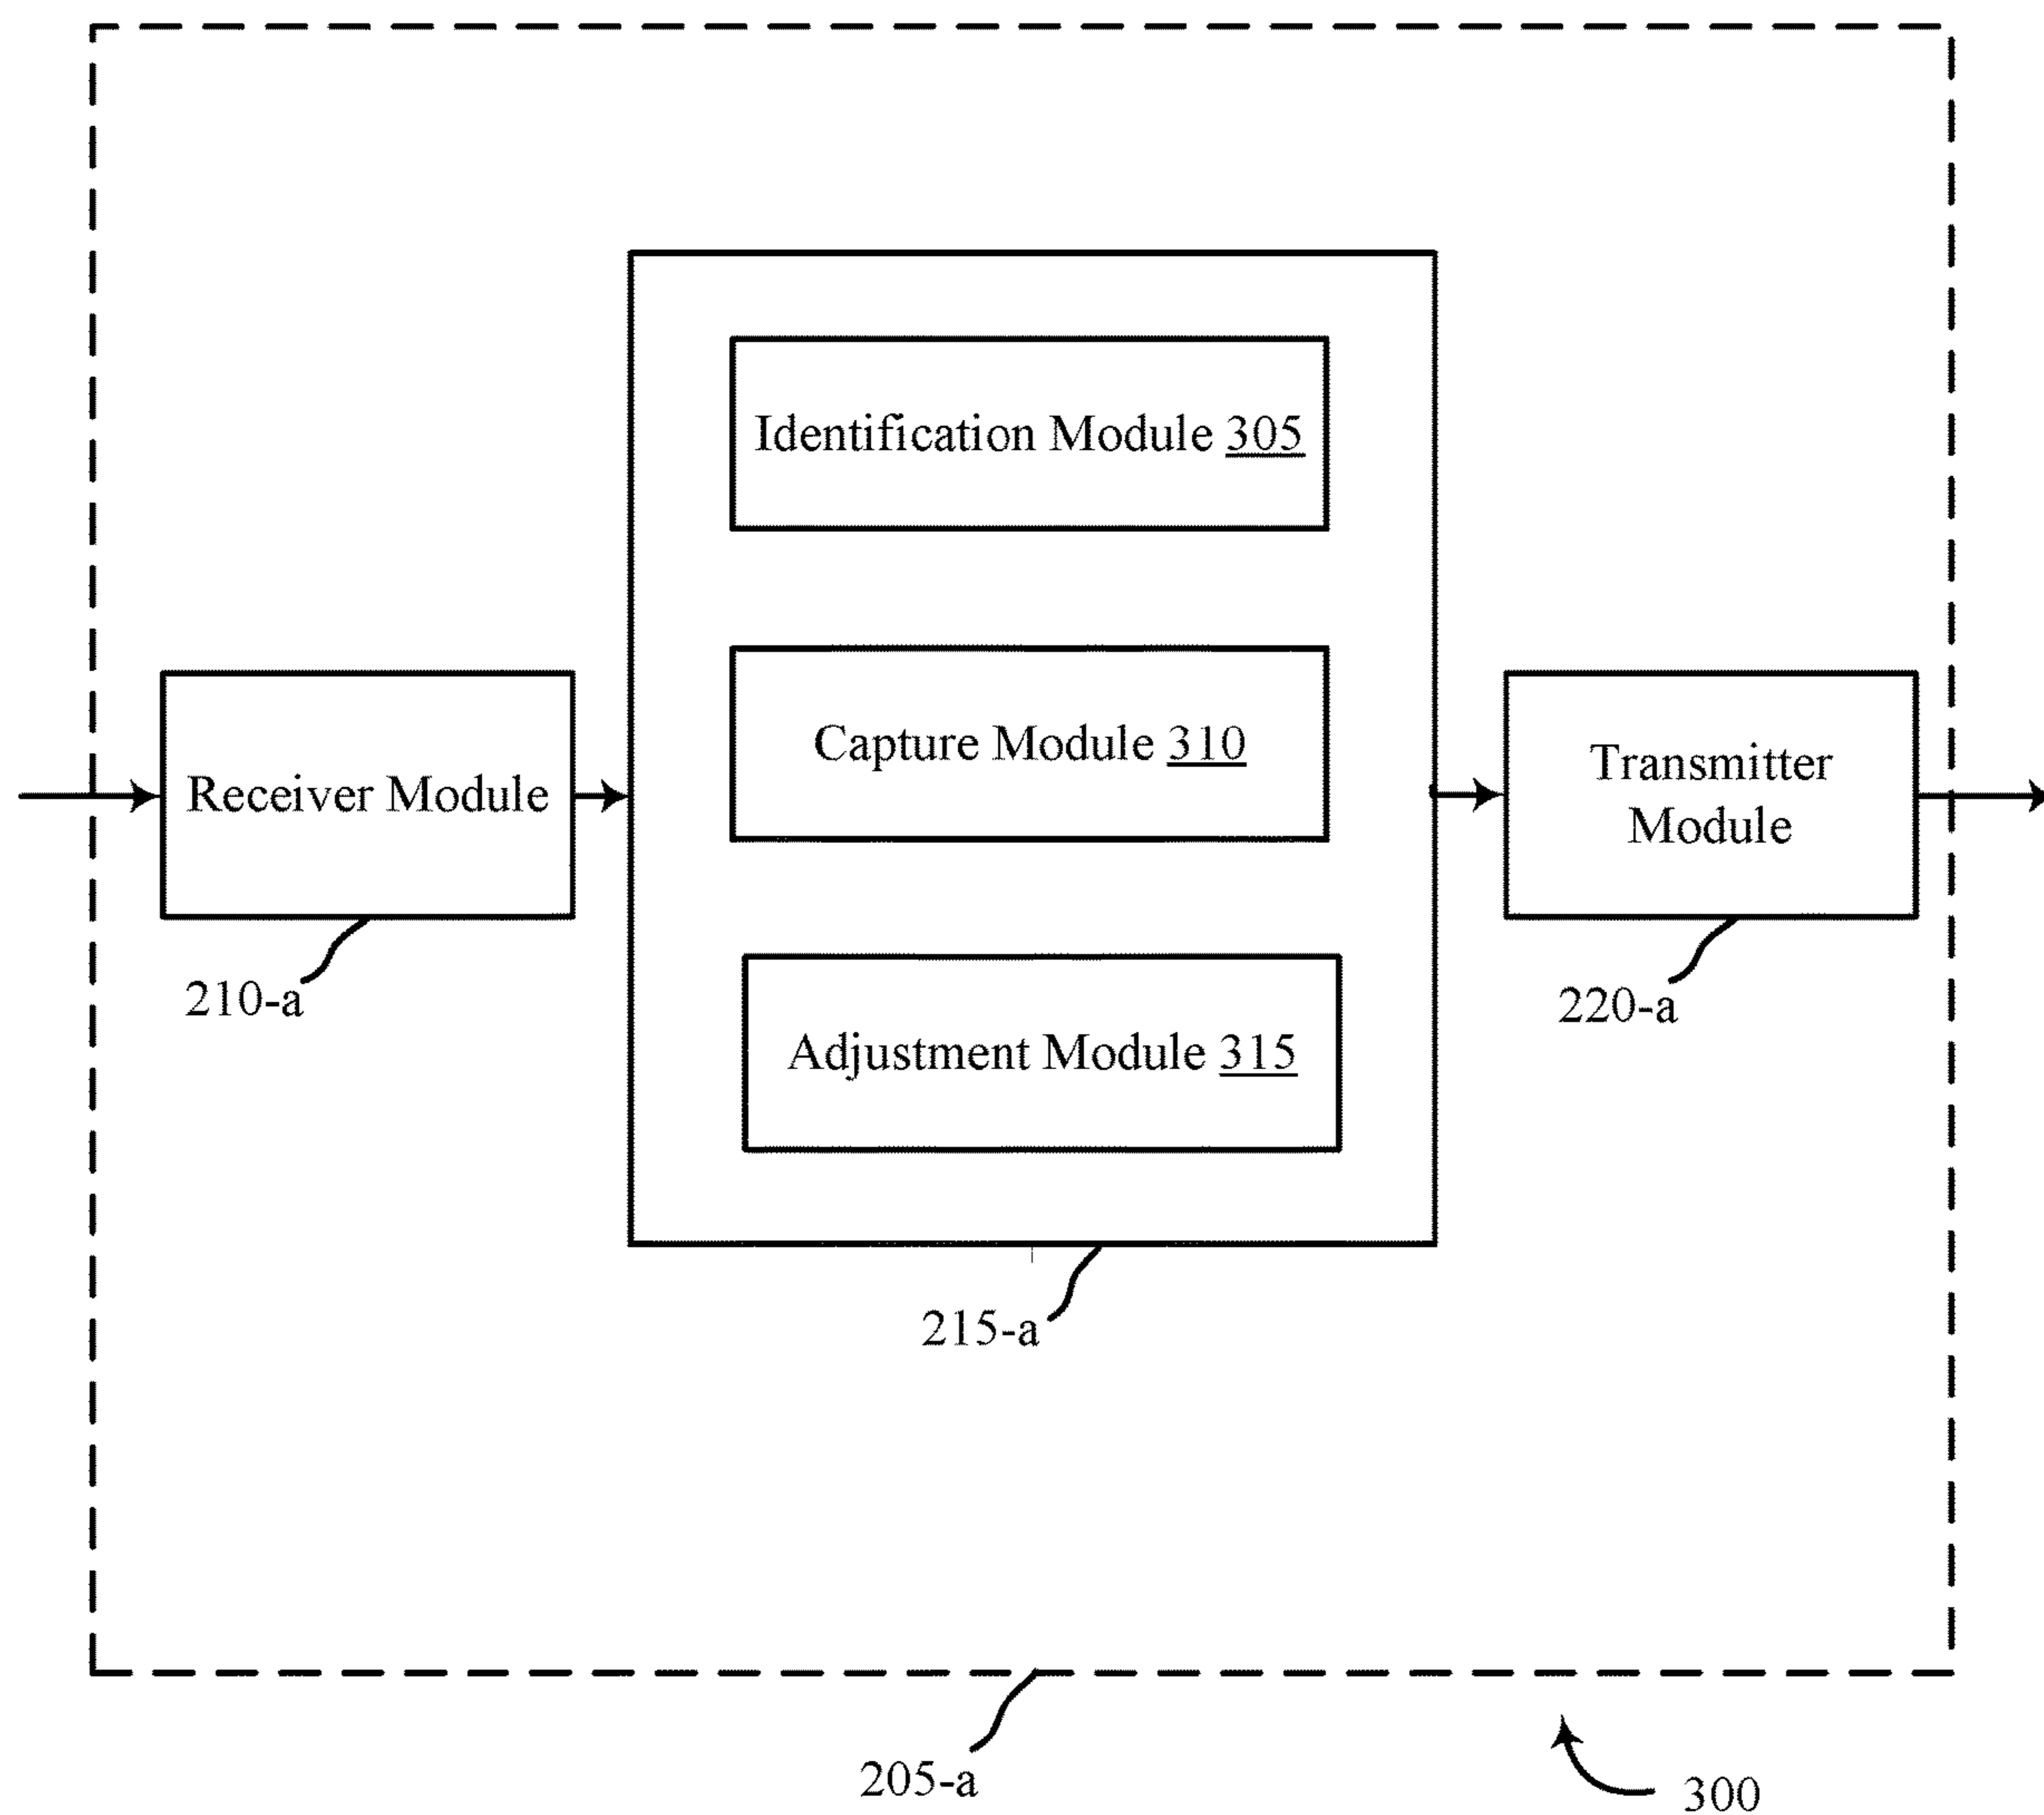 Identification Module 305
Capture Module 310
Receiver Module
Transmitter
Module
210-a
220-a
Adjustment Module 315
215-a
205-a
300